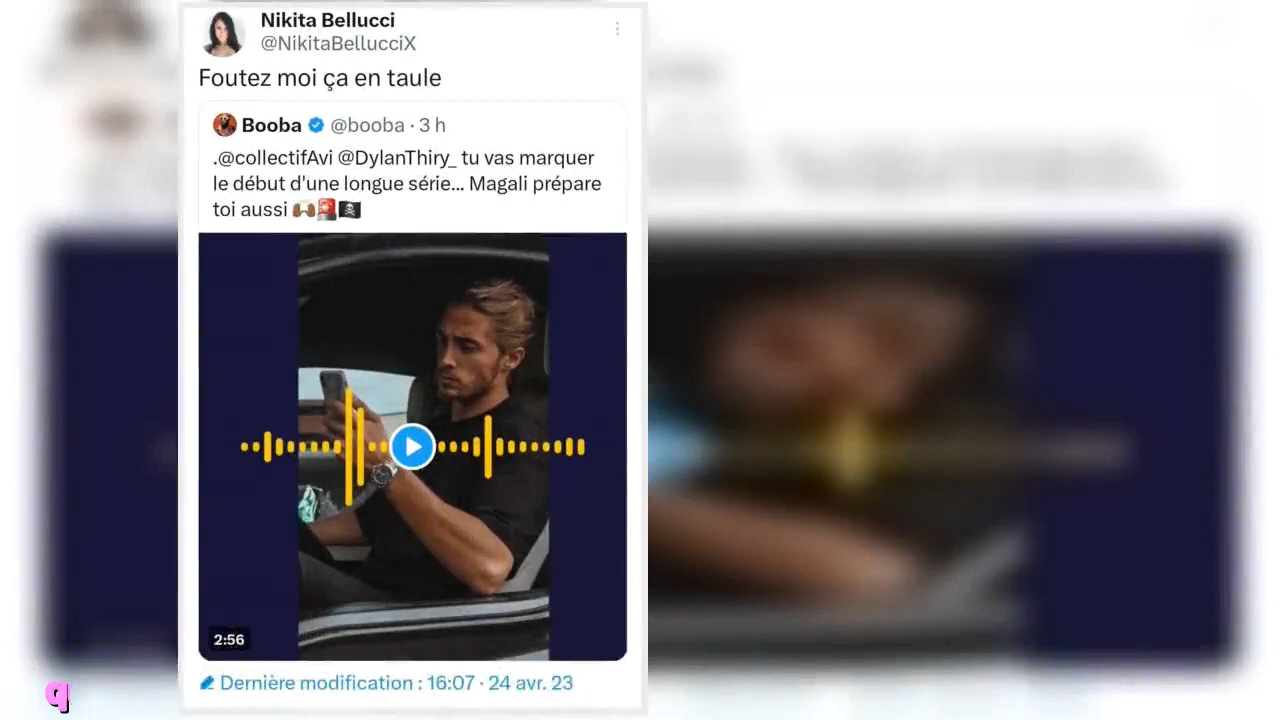 Nikita Bellucci
@NikitaBellucciX
Foutez moi ça en taule
Booba @booba · 3 h
.@collectifAvi @DylanThiry_ tu vas marquer
le début d'une longue série... Magali prépare
toi aussi 🙌🏾🚨🏴‍☠️
2:56
Dernière modification : 16:07 · 24 avr. 23
q